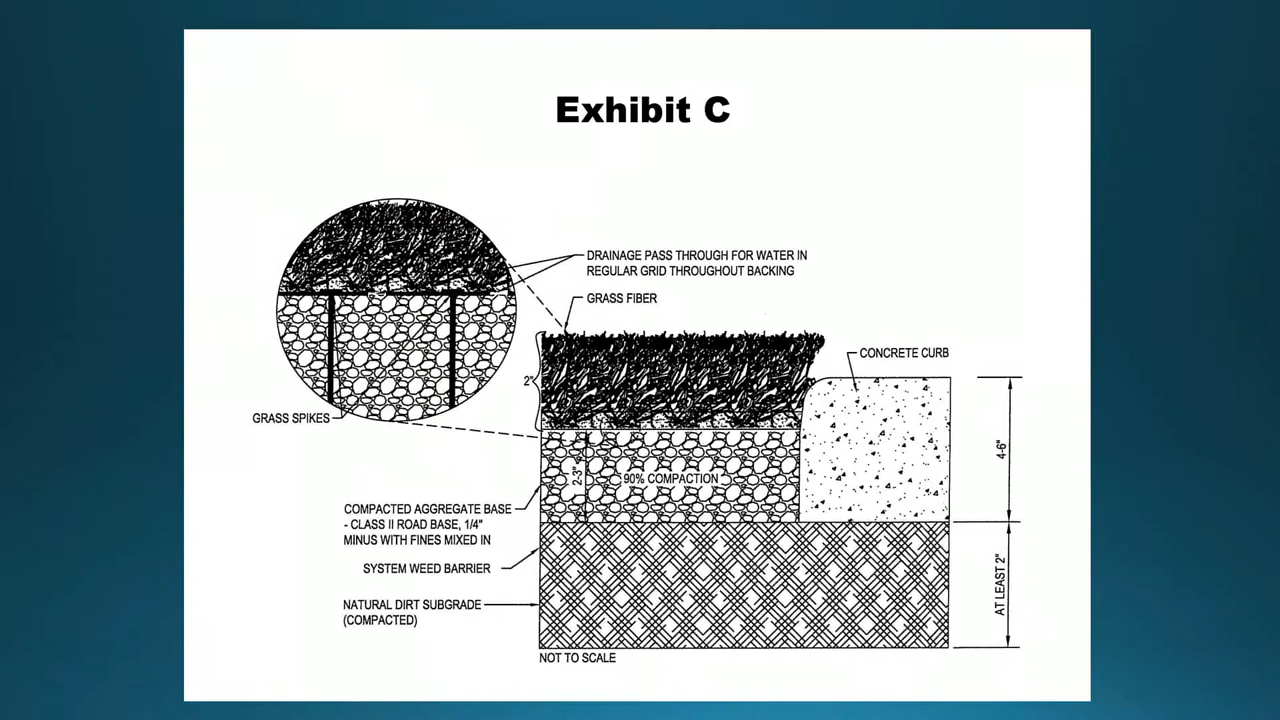 Exhibit C
DRAINAGE PASS THROUGH FOR WATER IN
REGULAR GRID THROUGHOUT BACKING
GRASS FIBER
CONCRETE CURB
2"
GRASS SPIKES
4-6"
2-3"
90% COMPACTION
COMPACTED AGGREGATE BASE
- CLASS II ROAD BASE, 1/4"
MINUS WITH FINES MIXED IN
SYSTEM WEED BARRIER
AT LEAST 2"
NATURAL DIRT SUBGRADE
(COMPACTED)
NOT TO SCALE